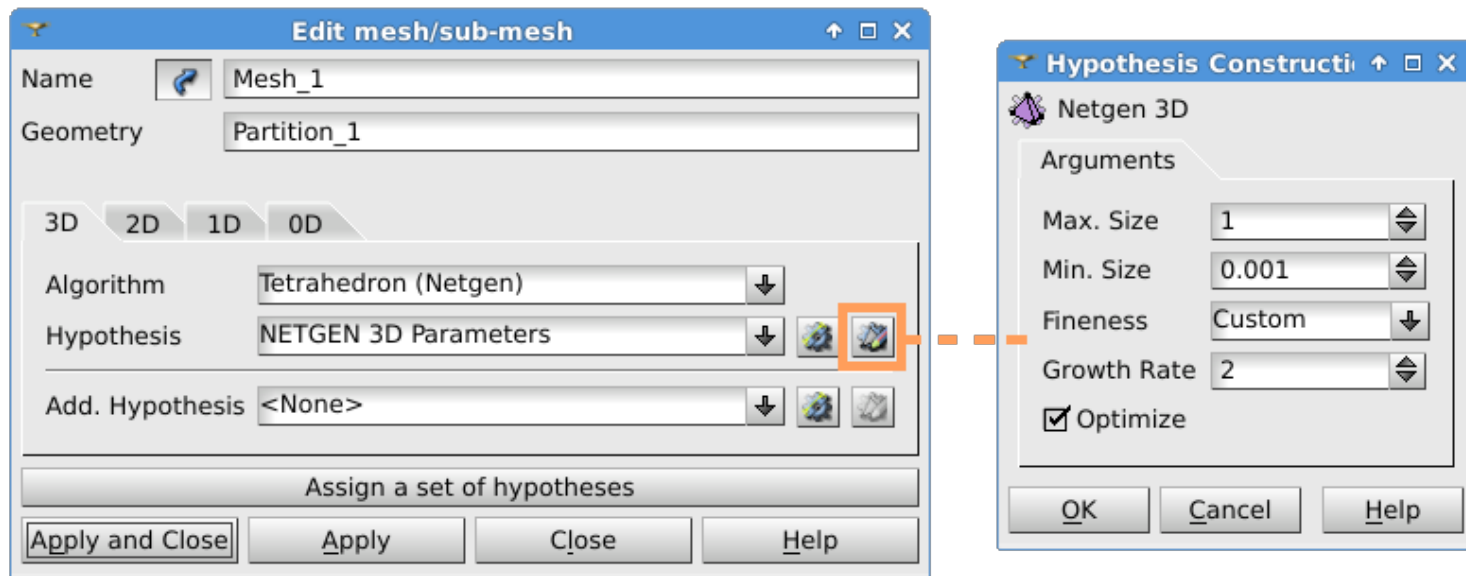 Edit mesh/sub-mesh
Name Mesh_1
Geometry Partition_1
3D 2D 1D 0D
Algorithm Tetrahedron (Netgen)
Hypothesis NETGEN 3D Parameters
Add. Hypothesis <None>
Assign a set of hypotheses
Apply and Close Apply Close Help
Hypothesis Constructi
Netgen 3D
Arguments
Max. Size 1
Min. Size 0.001
Fineness Custom
Growth Rate 2
Optimize
OK Cancel Help